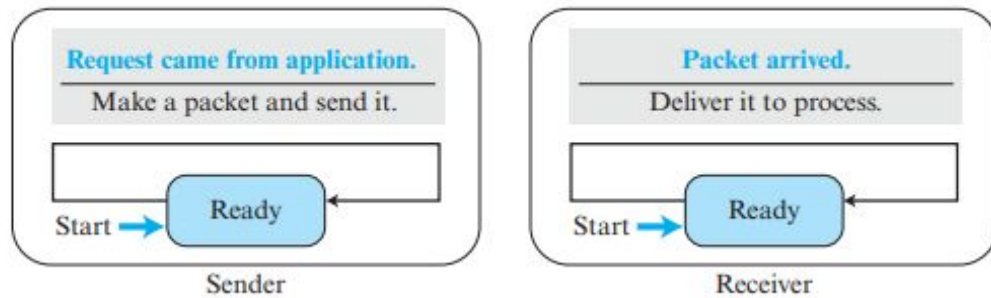 Request came from application.
Make a packet and send it.
Ready
Start
Sender
Packet arrived.
Deliver it to process.
Ready
Start
Receiver